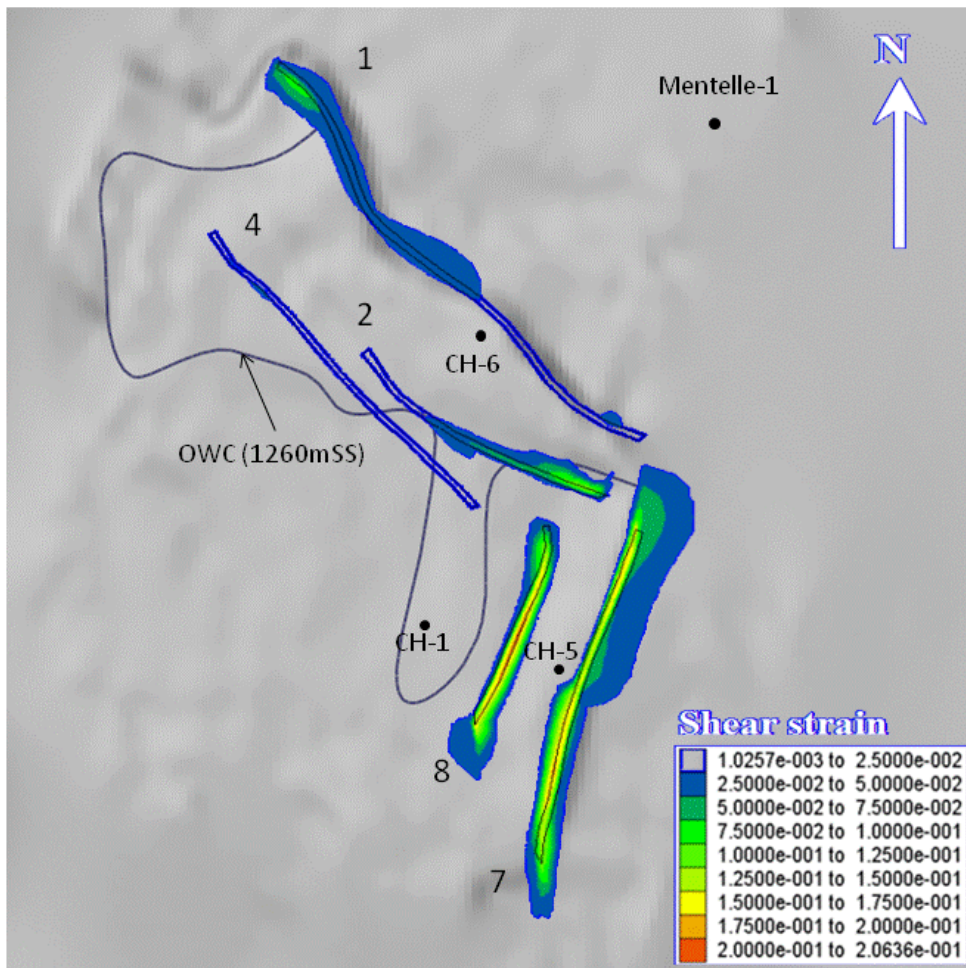 1
N
Mentelle-1
4
2
CH-6
OWC (1260mSS)
CH-1
CH-5
8
7
Shear strain
1.0257e-003 to 2.5000e-002
2.5000e-002 to 5.0000e-002
5.0000e-002 to 7.5000e-002
7.5000e-002 to 1.0000e-001
1.0000e-001 to 1.2500e-001
1.2500e-001 to 1.5000e-001
1.5000e-001 to 1.7500e-001
1.7500e-001 to 2.0000e-001
2.0000e-001 to 2.0636e-001